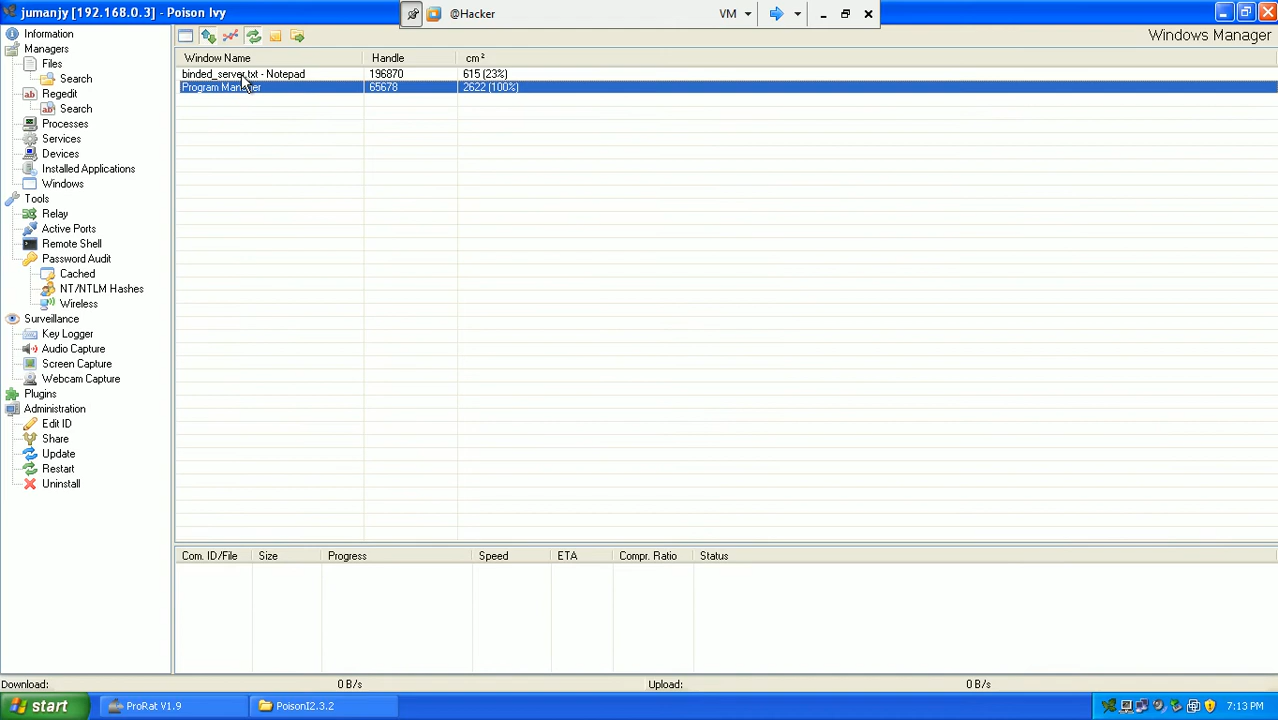 jumanjy [192.168.0.3] - Poison Ivy
@Hacker
VM
Information
Managers
Files
Search
Regedit
Search
Processes
Services
Devices
Installed Applications
Windows
Tools
Relay
Active Ports
Remote Shell
Password Audit
Cached
NT/NTLM Hashes
Wireless
Surveillance
Key Logger
Audio Capture
Screen Capture
Webcam Capture
Plugins
Administration
Edit ID
Share
Update
Restart
Uninstall
Windows Manager
Window Name Handle cm²
binded_server.txt - Notepad 196870 615 (23%)
Program Manager 65678 2622 (100%)
Com. ID/File Size Progress Speed ETA Compr. Ratio Status
Download: 0 B/s Upload: 0 B/s
start ProRat V1.9 PoisonI2.3.2 7:13 PM